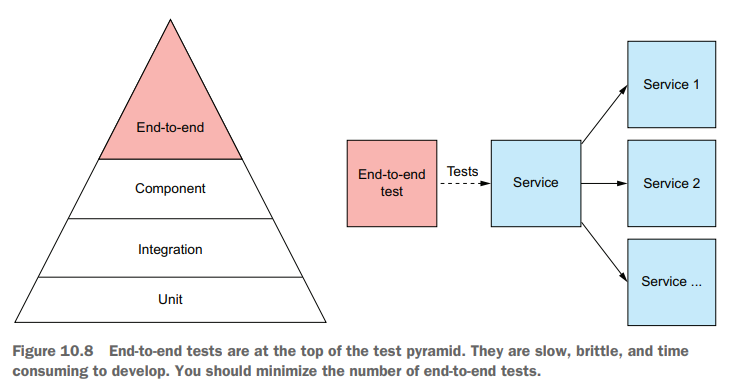 End-to-end
Component
Integration
Unit
End-to-end
test
Tests
Service
Service 1
Service 2
Service ...
Figure 10.8 End-to-end tests are at the top of the test pyramid. They are slow, brittle, and time
consuming to develop. You should minimize the number of end-to-end tests.